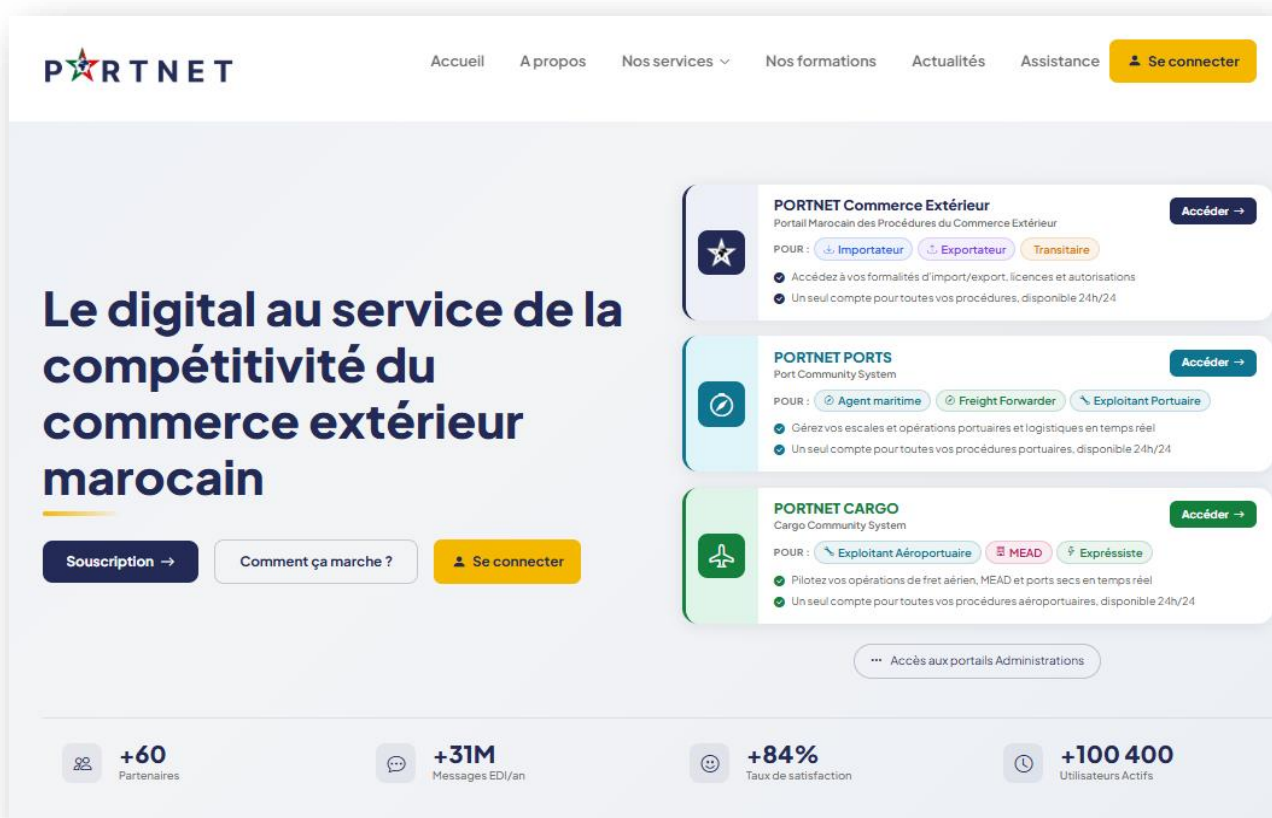 PORTNET
Accueil
A propos
Nos services
Nos formations
Actualités
Assistance
Se connecter
Le digital au service de la
compétitivité du
commerce extérieur
marocain
Souscription →
Comment ça marche ?
Se connecter
PORTNET Commerce Extérieur
Accéder →
Portail Marocain des Procédures du Commerce Extérieur
POUR : Importateur Exportateur Transitaire
Accédez à vos formalités d'import/export, licences et autorisations
Un seul compte pour toutes vos procédures, disponible 24h/24
PORTNET PORTS
Accéder →
Port Community System
POUR : Agent maritime Freight Forwarder Exploitant Portuaire
Gérez vos escales et opérations portuaires et logistiques en temps réel
Un seul compte pour toutes vos procédures portuaires, disponible 24h/24
PORTNET CARGO
Accéder →
Cargo Community System
POUR : Exploitant Aéroportuaire MEAD Expréssiste
Pilotez vos opérations de fret aérien, MEAD et ports secs en temps réel
Un seul compte pour toutes vos procédures aéroportuaires, disponible 24h/24
••• Accès aux portails Administrations
+60
Partenaires
+31M
Messages EDI/an
+84%
Taux de satisfaction
+100 400
Utilisateurs Actifs